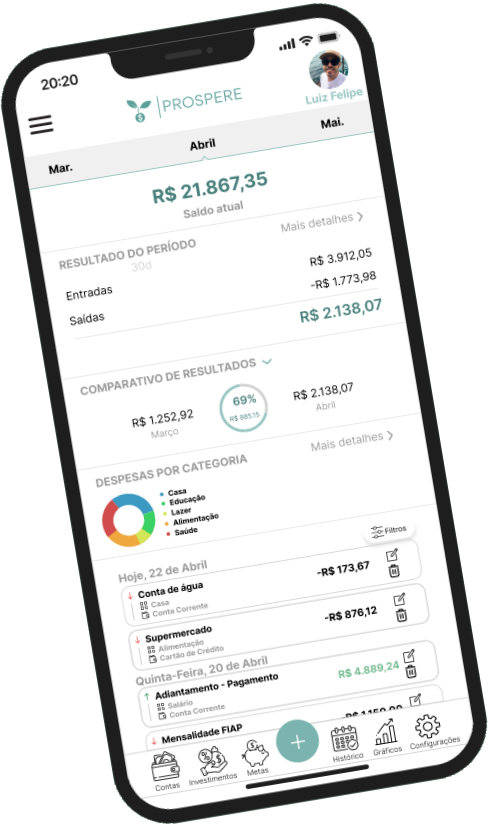 20:20
PROSPERE
Luiz Felipe
Mar.
Abril
Mai.
R$ 21.867,35
Saldo atual
RESULTADO DO PERÍODO
Mais detalhes
30d
Entradas
R$ 3.912,05
Saídas
-R$ 1.773,98
R$ 2.138,07
COMPARATIVO DE RESULTADOS
R$ 1.252,92
Março
69%
R$ 885,15
R$ 2.138,07
Abril
DESPESAS POR CATEGORIA
Mais detalhes
Casa
Educação
Lazer
Alimentação
Saúde
Filtros
Hoje, 22 de Abril
Conta de água
-R$ 173,67
Casa
Conta Corrente
Supermercado
-R$ 876,12
Alimentação
Cartão de Crédito
Quinta-Feira, 20 de Abril
Adiantamento - Pagamento
R$ 4.889,24
Salário
Conta Corrente
Mensalidade FIAP
Contas
Investimentos
Metas
Histórico
Gráficos
Configurações